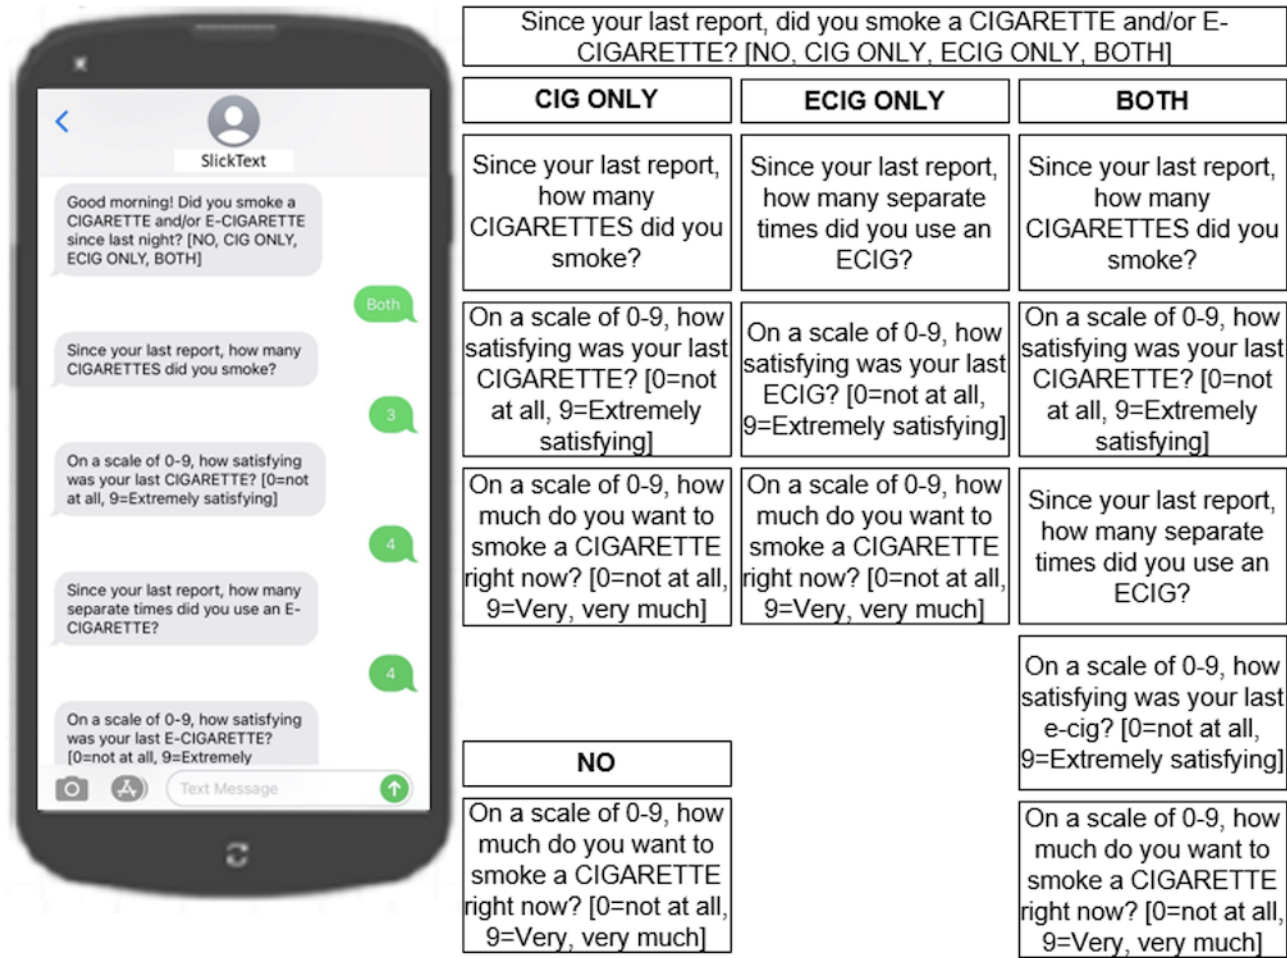 SlickText
Good morning! Did you smoke a
CIGARETTE and/or E-CIGARETTE
since last night? [NO, CIG ONLY,
ECIG ONLY, BOTH]
Both
Since your last report, how many
CIGARETTES did you smoke?
3
On a scale of 0-9, how satisfying
was your last CIGARETTE? [0=not
at all, 9=Extremely satisfying]
4
Since your last report, how many
separate times did you use an E-
CIGARETTE?
4
On a scale of 0-9, how satisfying
was your last E-CIGARETTE?
[0=not at all, 9=Extremely
Text Message
Since your last report, did you smoke a CIGARETTE and/or E-
CIGARETTE? [NO, CIG ONLY, ECIG ONLY, BOTH]
CIG ONLY
Since your last report,
how many
CIGARETTES did you
smoke?
On a scale of 0-9, how
satisfying was your last
CIGARETTE? [0=not
at all, 9=Extremely
satisfying]
On a scale of 0-9, how
much do you want to
smoke a CIGARETTE
right now? [0=not at all,
9=Very, very much]
NO
On a scale of 0-9, how
much do you want to
smoke a CIGARETTE
right now? [0=not at all,
9=Very, very much]
ECIG ONLY
Since your last report,
how many separate
times did you use an
ECIG?
On a scale of 0-9, how
satisfying was your last
ECIG? [0=not at all,
9=Extremely satisfying]
On a scale of 0-9, how
much do you want to
smoke a CIGARETTE
right now? [0=not at all,
9=Very, very much]
BOTH
Since your last report,
how many
CIGARETTES did you
smoke?
On a scale of 0-9, how
satisfying was your last
CIGARETTE? [0=not
at all, 9=Extremely
satisfying]
Since your last report,
how many separate
times did you use an
ECIG?
On a scale of 0-9, how
satisfying was your last
e-cig? [0=not at all,
9=Extremely satisfying]
On a scale of 0-9, how
much do you want to
smoke a CIGARETTE
right now? [0=not at all,
9=Very, very much]